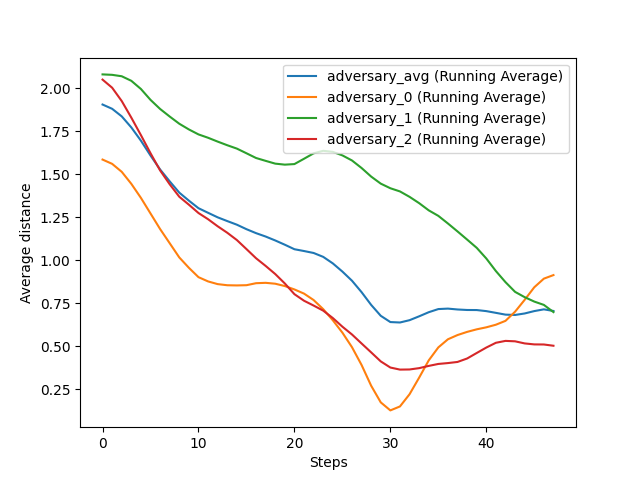 adversary_avg (Running Average)
adversary_0 (Running Average)
adversary_1 (Running Average)
adversary_2 (Running Average)
2.00
1.75
1.50
1.25
1.00
0.75
0.50
0.25
Average distance
0 10 20 30 40
Steps